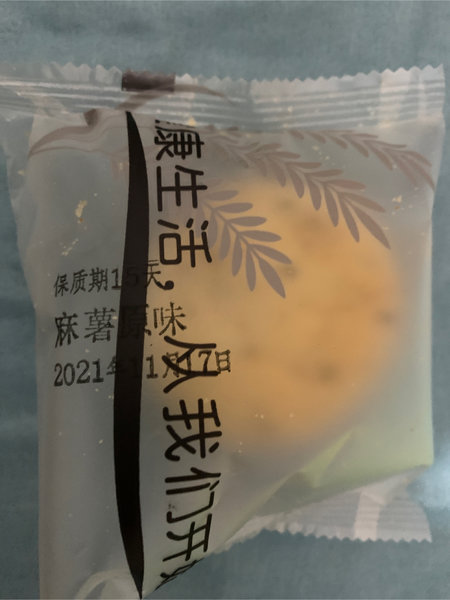 康生活，从我们开
保质期15天
麻薯原味
2021年11月17日